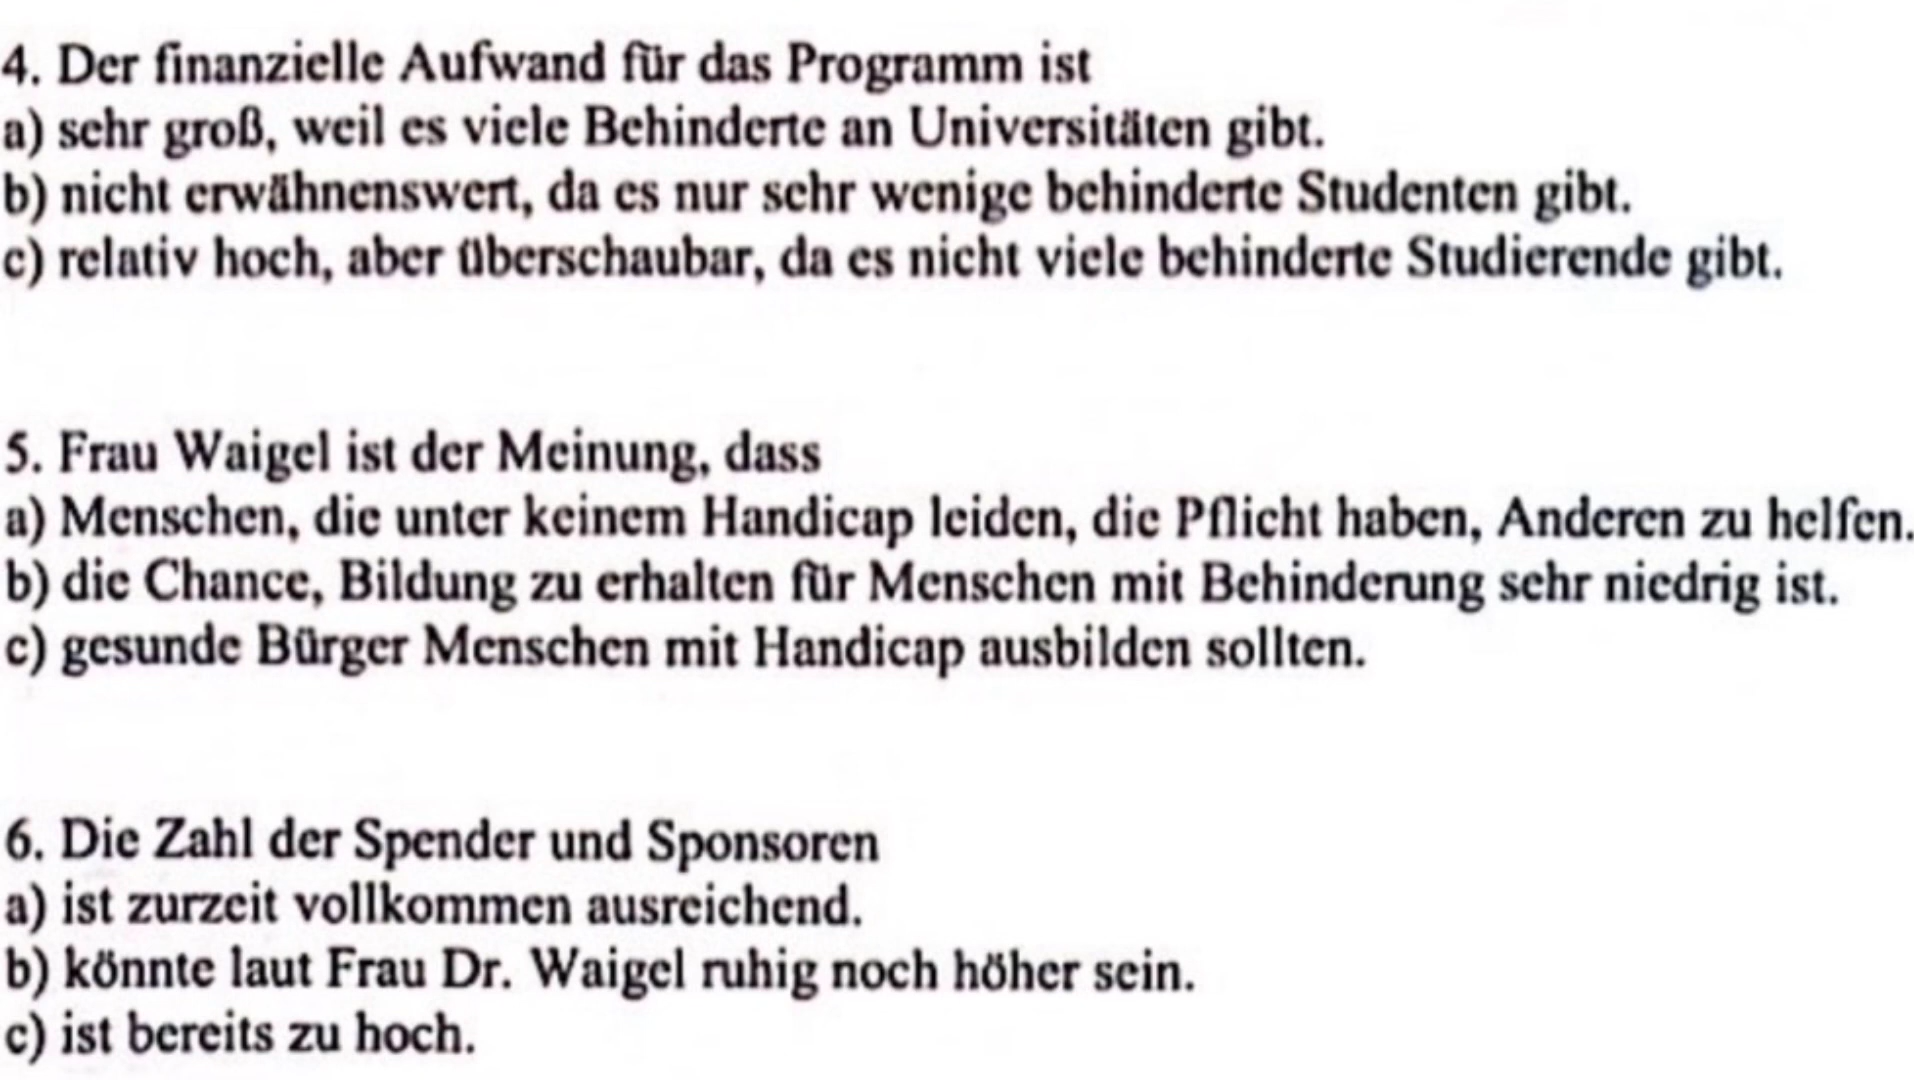 4. Der finanzielle Aufwand für das Programm ist
a) sehr groß, weil es viele Behinderte an Universitäten gibt.
b) nicht erwähnenswert, da es nur sehr wenige behinderte Studenten gibt.
c) relativ hoch, aber überschaubar, da es nicht viele behinderte Studierende gibt.
5. Frau Waigel ist der Meinung, dass
a) Menschen, die unter keinem Handicap leiden, die Pflicht haben, Anderen zu helfen.
b) die Chance, Bildung zu erhalten für Menschen mit Behinderung sehr niedrig ist.
c) gesunde Bürger Menschen mit Handicap ausbilden sollten.
6. Die Zahl der Spender und Sponsoren
a) ist zurzeit vollkommen ausreichend.
b) könnte laut Frau Dr. Waigel ruhig noch höher sein.
c) ist bereits zu hoch.